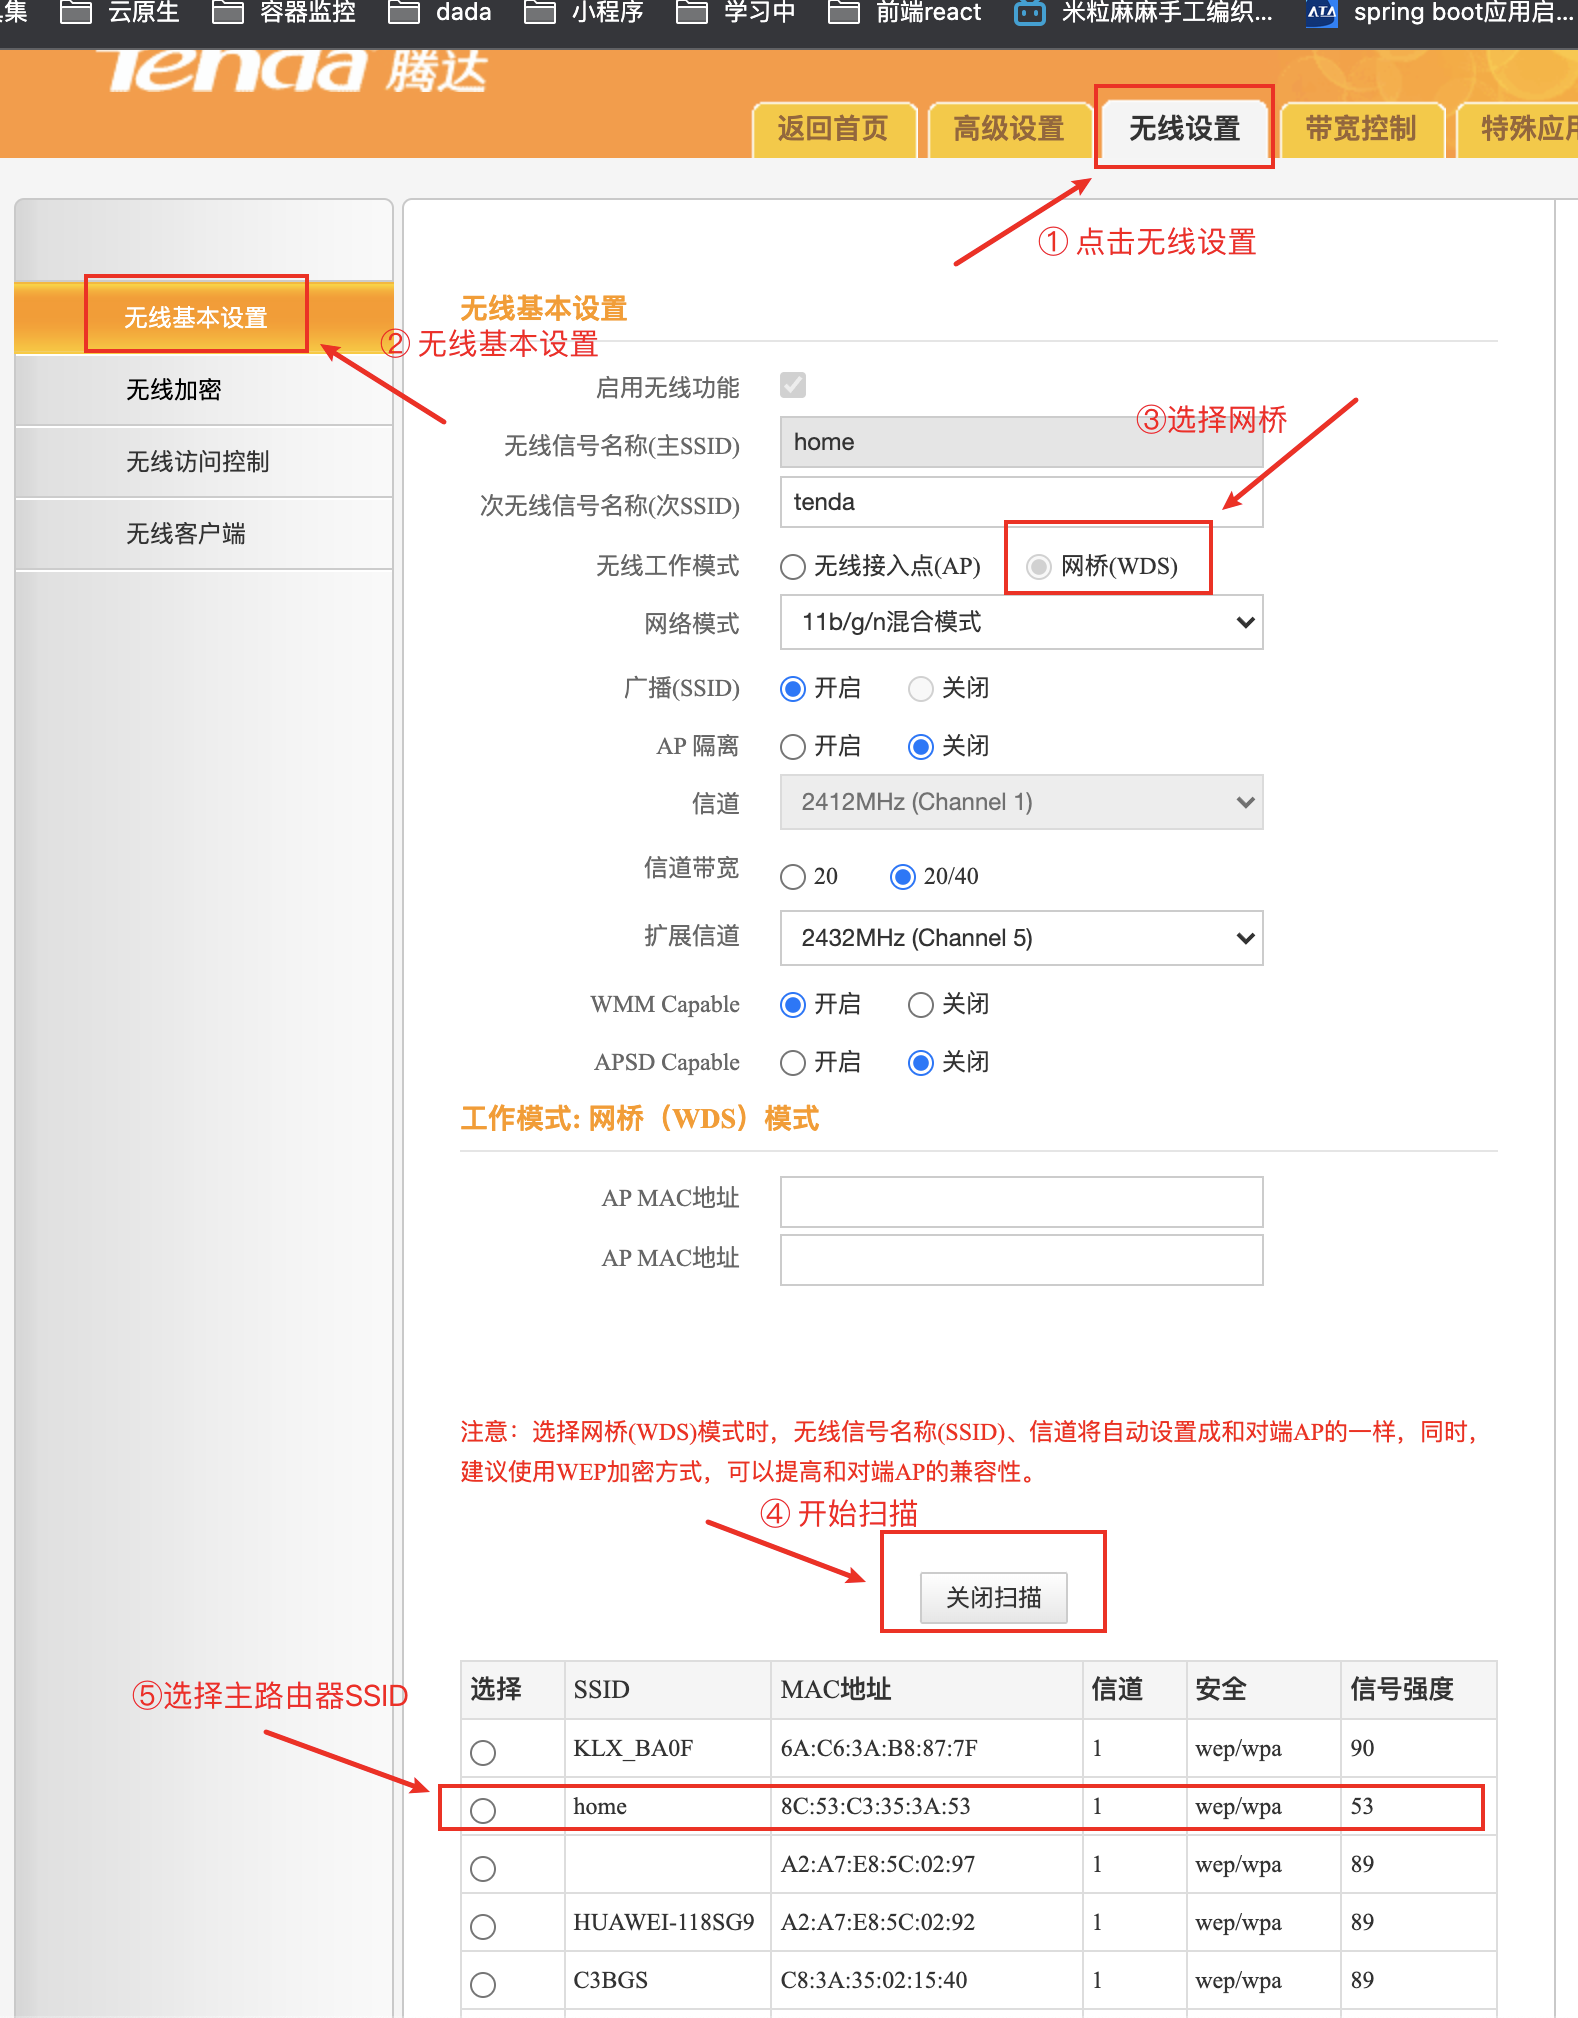 集 云原生 容器监控 dada 小程序 学习中 前端react 米粒麻麻手工编织... ATA spring boot应用启...
Tenda 腾达
返回首页 高级设置 无线设置 带宽控制 特殊应用
① 点击无线设置
无线基本设置
无线加密
无线访问控制
无线客户端
无线基本设置
② 无线基本设置
启用无线功能
③选择网桥
无线信号名称(主SSID) home
次无线信号名称(次SSID) tenda
无线工作模式 无线接入点(AP) 网桥(WDS)
网络模式 11b/g/n混合模式
广播(SSID) 开启 关闭
AP 隔离 开启 关闭
信道 2412MHz (Channel 1)
信道带宽 20 20/40
扩展信道 2432MHz (Channel 5)
WMM Capable 开启 关闭
APSD Capable 开启 关闭
工作模式: 网桥（WDS）模式
AP MAC地址
AP MAC地址
注意：选择网桥(WDS)模式时，无线信号名称(SSID)、信道将自动设置成和对端AP的一样，同时，
建议使用WEP加密方式，可以提高和对端AP的兼容性。
④ 开始扫描
关闭扫描
⑤选择主路由器SSID
选择 SSID MAC地址 信道 安全 信号强度
KLX_BA0F 6A:C6:3A:B8:87:7F 1 wep/wpa 90
home 8C:53:C3:35:3A:53 1 wep/wpa 53
A2:A7:E8:5C:02:97 1 wep/wpa 89
HUAWEI-118SG9 A2:A7:E8:5C:02:92 1 wep/wpa 89
C3BGS C8:3A:35:02:15:40 1 wep/wpa 89